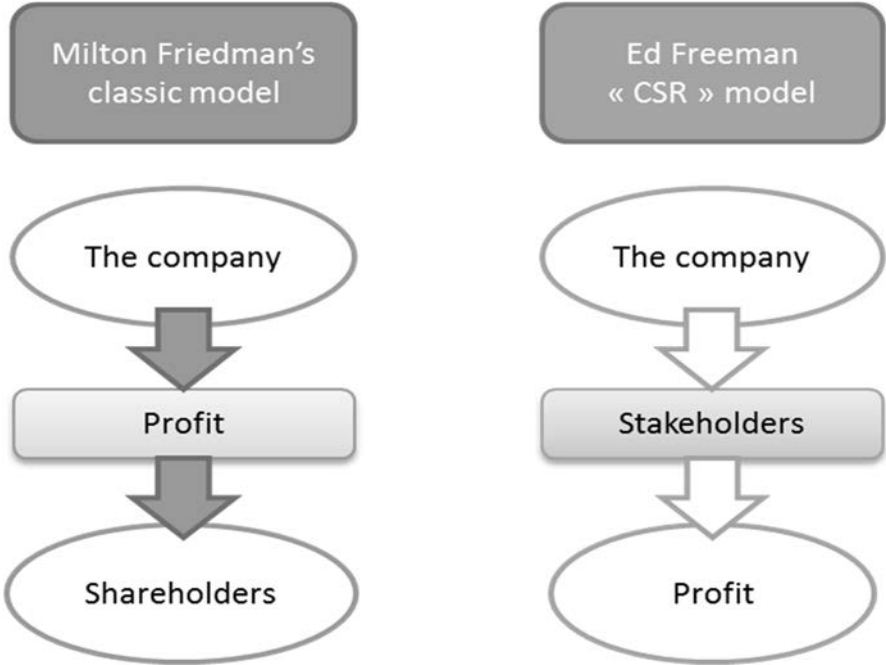 Milton Friedman's
classic model
The company
Profit
Shareholders
Ed Freeman
« CSR » model
The company
Stakeholders
Profit